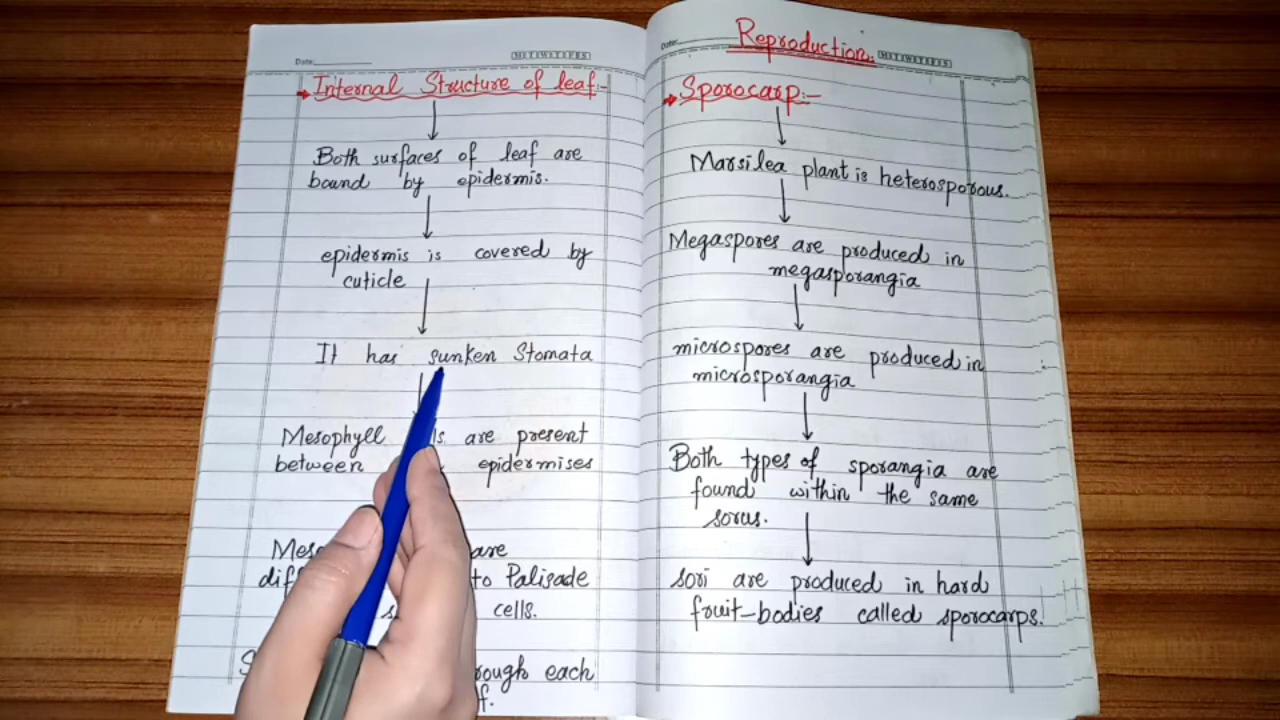 Date:
Internal Structure of leaf:-
Both surfaces of leaf are
bound by epidermis.
epidermis is covered by
cuticle
It has sunken Stomata
Mesophyll are present
between epidermises
are
to Palisade
cells.
each
Date:
Reproduction.
Sporocarp:-
Marsilea plant is heterosporous.
Megaspores are produced in
megasporangia
microspores are produced in
microsporangia
Both types of sporangia are
found within the same
sorus.
sori are produced in hard
fruit-bodies called sporocarps.